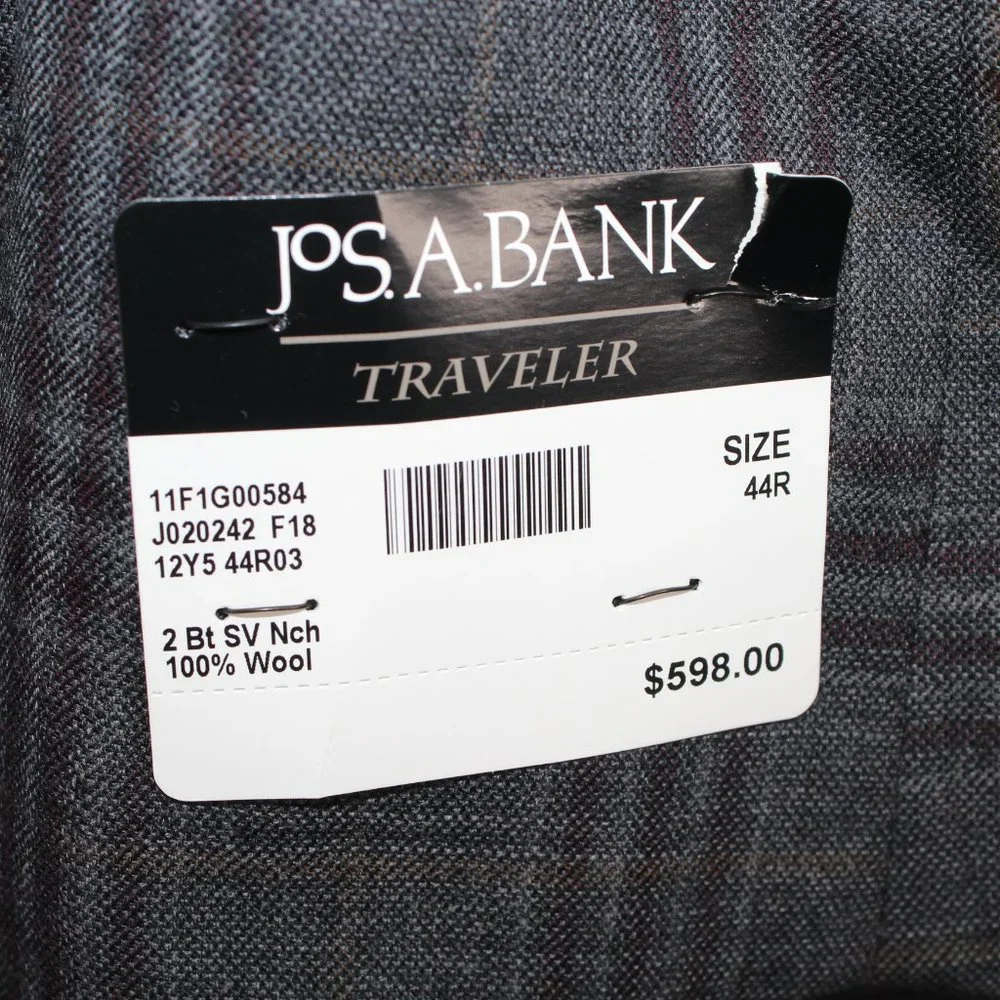 JOS. A. BANK
TRAVELER
11F1G00584
J020242 F18
12Y5 44R03
SIZE
44R
2 Bt SV Nch
100% Wool
$598.00